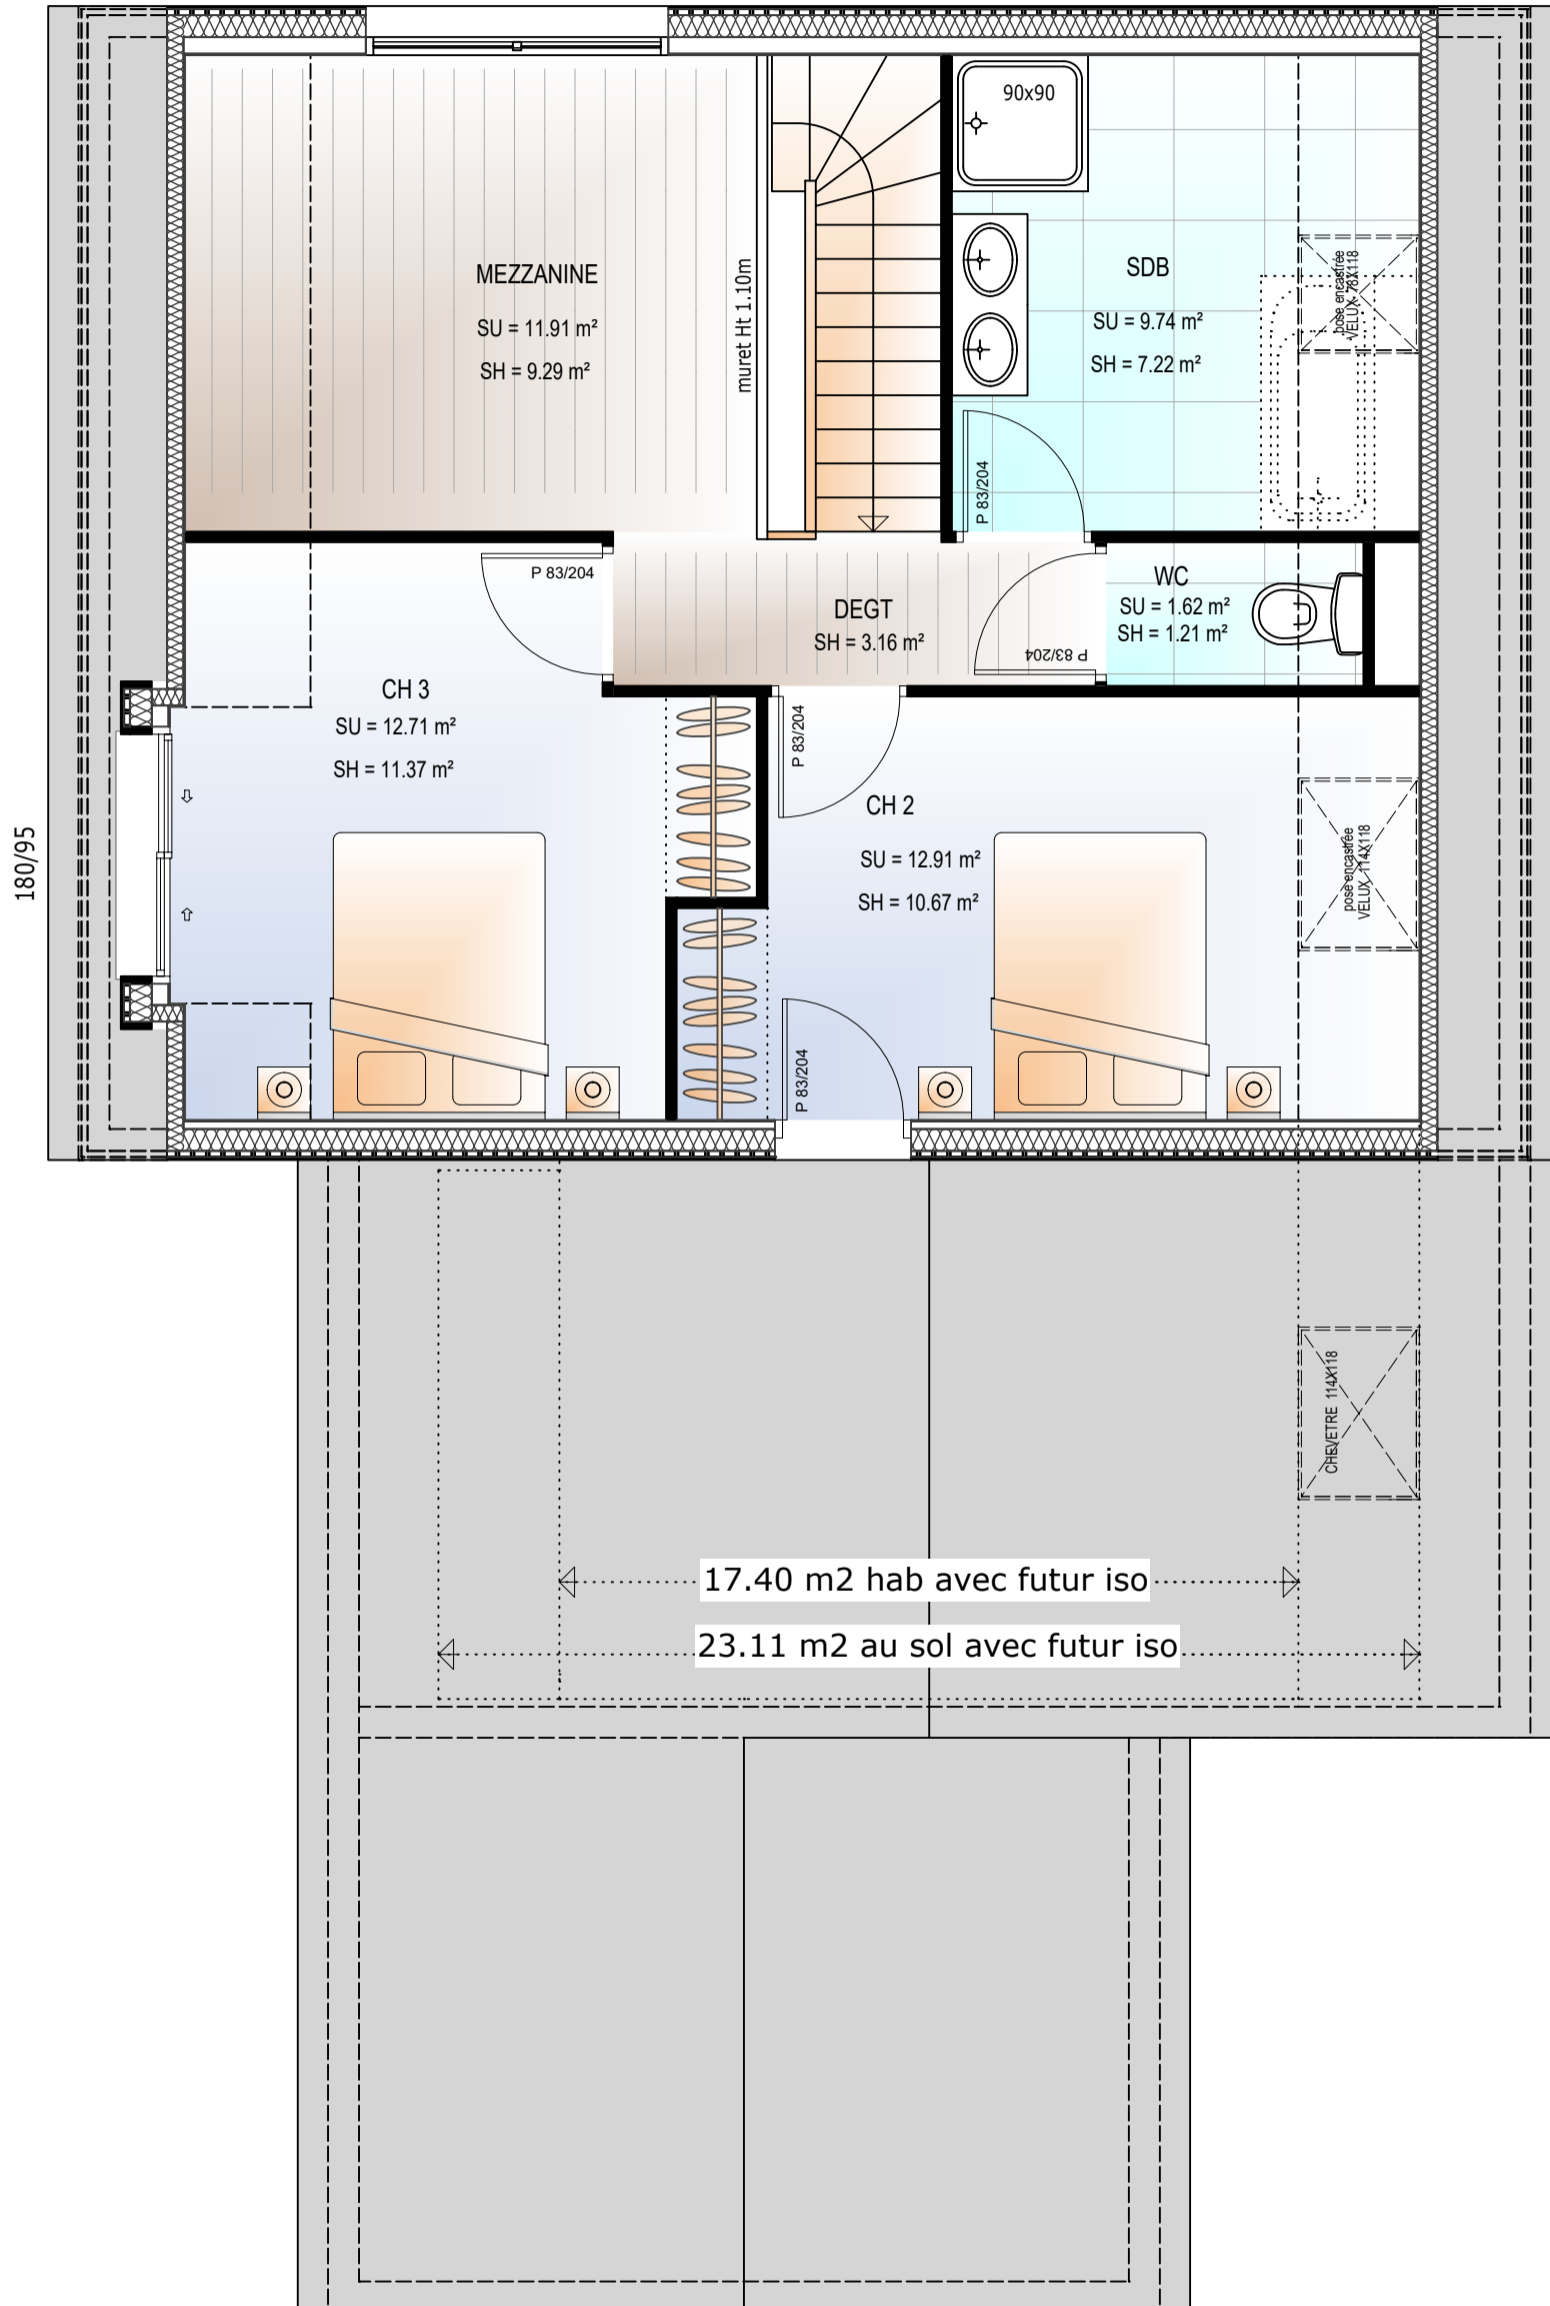 90x90
MEZZANINE
SU = 11.91 m²
SH = 9.29 m²
muret Ht 1.10m
SDB
SU = 9.74 m²
SH = 7.22 m²
pose encastrée
VELUX 78X118
P 83/204
P 83/204
DEGT
SH = 3.16 m²
P 83/204
WC
SU = 1.62 m²
SH = 1.21 m²
CH 3
SU = 12.71 m²
SH = 11.37 m²
P 83/204
CH 2
SU = 12.91 m²
SH = 10.67 m²
pose encastrée
VELUX 114X118
180/95
P 83/204
CHEVETRE 114X118
17.40 m2 hab avec futur iso
23.11 m2 au sol avec futur iso